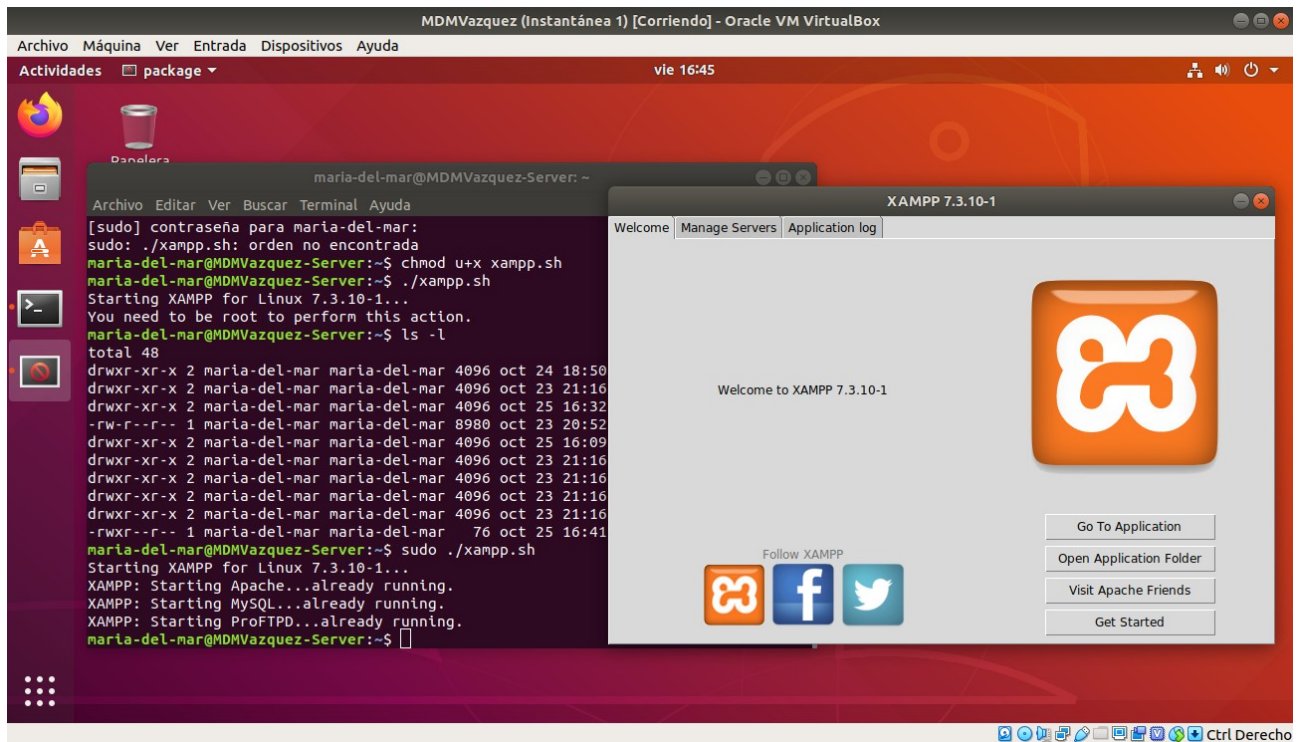 MDMVazquez (Instantánea 1) [Corriendo] - Oracle VM VirtualBox
Archivo Máquina Ver Entrada Dispositivos Ayuda
Actividades package vie 16:45
Papelera
maria-del-mar@MDMVazquez-Server: ~
Archivo Editar Ver Buscar Terminal Ayuda
[sudo] contraseña para maria-del-mar:
sudo: ./xampp.sh: orden no encontrada
maria-del-mar@MDMVazquez-Server:~$ chmod u+x xampp.sh
maria-del-mar@MDMVazquez-Server:~$ ./xampp.sh
Starting XAMPP for Linux 7.3.10-1...
You need to be root to perform this action.
maria-del-mar@MDMVazquez-Server:~$ ls -l
total 48
drwxr-xr-x 2 maria-del-mar maria-del-mar 4096 oct 24 18:50
drwxr-xr-x 2 maria-del-mar maria-del-mar 4096 oct 23 21:16
drwxr-xr-x 2 maria-del-mar maria-del-mar 4096 oct 25 16:32
-rw-r--r-- 1 maria-del-mar maria-del-mar 8980 oct 23 20:52
drwxr-xr-x 2 maria-del-mar maria-del-mar 4096 oct 25 16:09
drwxr-xr-x 2 maria-del-mar maria-del-mar 4096 oct 23 21:16
drwxr-xr-x 2 maria-del-mar maria-del-mar 4096 oct 23 21:16
drwxr-xr-x 2 maria-del-mar maria-del-mar 4096 oct 23 21:16
drwxr-xr-x 2 maria-del-mar maria-del-mar 4096 oct 23 21:16
-rwxr--r-- 1 maria-del-mar maria-del-mar 76 oct 25 16:41
maria-del-mar@MDMVazquez-Server:~$ sudo ./xampp.sh
Starting XAMPP for Linux 7.3.10-1...
XAMPP: Starting Apache...already running.
XAMPP: Starting MySQL...already running.
XAMPP: Starting ProFTPD...already running.
maria-del-mar@MDMVazquez-Server:~$
XAMPP 7.3.10-1
Welcome Manage Servers Application log
Welcome to XAMPP 7.3.10-1
Follow XAMPP
Go To Application
Open Application Folder
Visit Apache Friends
Get Started
Ctrl Derecho